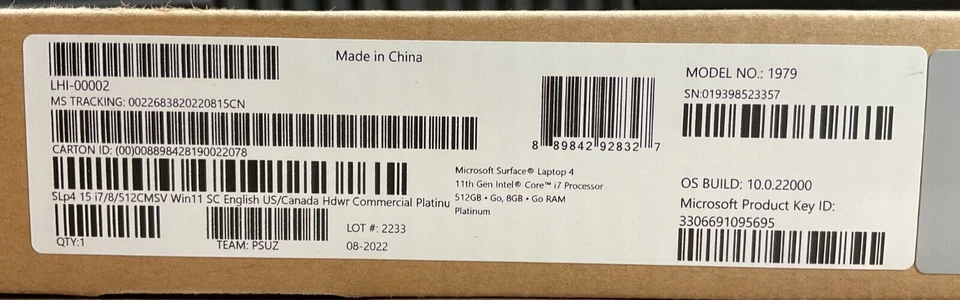 Made in China
LHI-00002
MS TRACKING: 0022683820220815CN
CARTON ID: (00)008898428190022078
SLp4 15 i7/8/512CMSV Win11 SC English US/Canada Hdwr Commercial Platinu
QTY:1
TEAM: PSUZ
LOT #: 2233
08-2022
8 89842 92832 7
Microsoft Surface® Laptop 4
11th Gen Intel® Core™ i7 Processor
512GB • Go, 8GB • Go RAM
Platinum
MODEL NO.: 1979
SN:019398523357
OS BUILD: 10.0.22000
Microsoft Product Key ID:
3306691095695